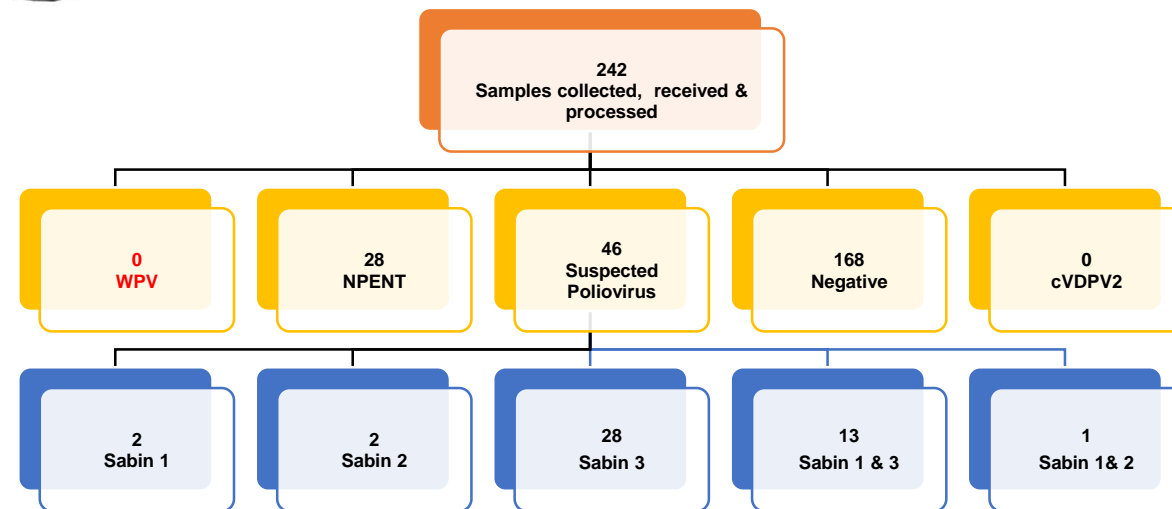 242
Samples collected, received &
processed
0
WPV
28
NPENT
46
Suspected
Poliovirus
168
Negative
0
cVDPV2
2
Sabin 1
2
Sabin 2
28
Sabin 3
13
Sabin 1 & 3
1
Sabin 1& 2